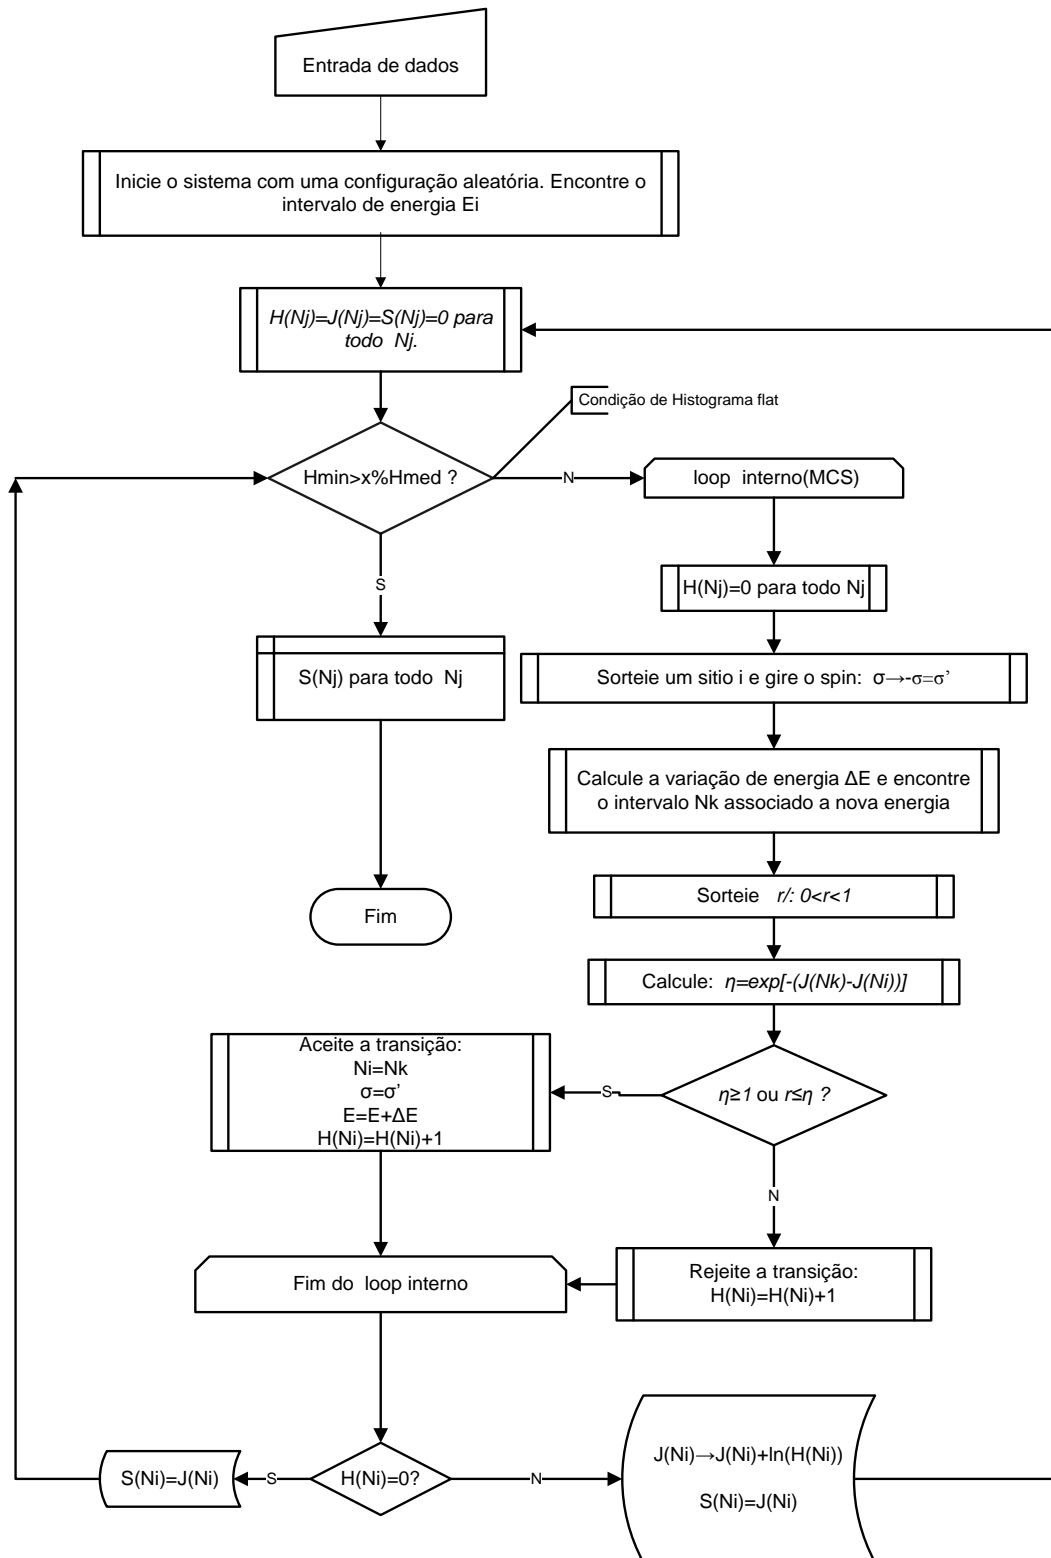 Entrada de dados
Inicie o sistema com uma configuração aleatória. Encontre o
intervalo de energia Ei
H(Nj)=J(Nj)=S(Nj)=0 para
todo Nj.
Condição de Histograma flat
Hmin>x%Hmed ?
N
loop interno(MCS)
S
H(Nj)=0 para todo Nj
S(Nj) para todo Nj
Sorteie um sitio i e gire o spin: σ→-σ=σ’
Calcule a variação de energia ΔE e encontre
o intervalo Nk associado a nova energia
Fim
Sorteie r/: 0<r<1
Calcule: η=exp[-(J(Nk)-J(Ni))]
Aceite a transição:
Ni=Nk
σ=σ’
E=E+ΔE
H(Ni)=H(Ni)+1
S
η≥1 ou r≤η ?
N
Fim do loop interno
Rejeite a transição:
H(Ni)=H(Ni)+1
S(Ni)=J(Ni)
S
H(Ni)=0?
N
J(Ni)→J(Ni)+ln(H(Ni))
S(Ni)=J(Ni)